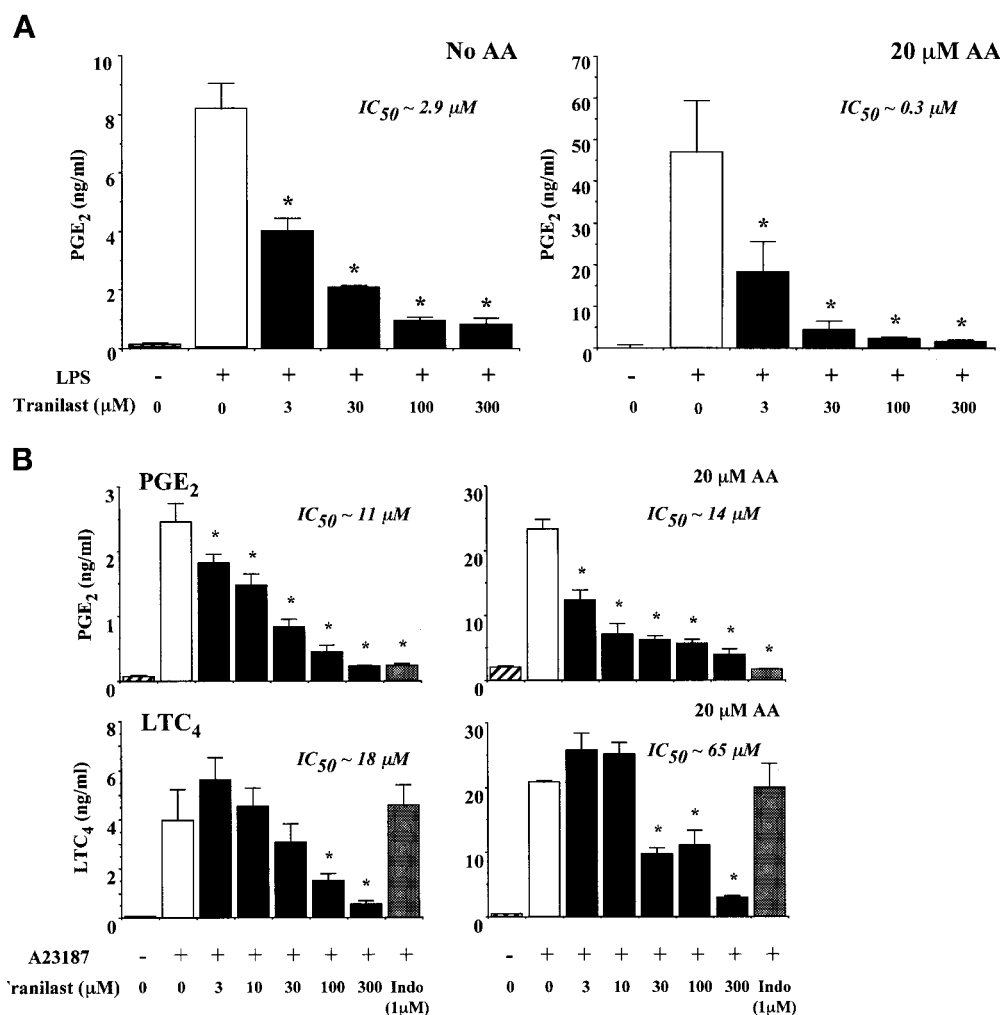 A
No AA
20 μM AA
IC50 ~ 2.9 μM
IC50 ~ 0.3 μM
PGE2 (ng/ml)
10
8
6
4
2
0
PGE2 (ng/ml)
70
60
50
40
30
20
10
0
* * * *
* * * *
LPS - + + + + +
- + + + + +
Tranilast (μM) 0 0 3 30 100 300
0 0 3 30 100 300
B
PGE2
20 μM AA
IC50 ~ 11 μM
IC50 ~ 14 μM
PGE2 (ng/ml)
3
2
1
0
30
20
10
0
* * * * * *
* * * * * *
LTC4
20 μM AA
IC50 ~ 18 μM
IC50 ~ 65 μM
LTC4 (ng/ml)
8
6
4
2
0
30
20
10
0
* *
* * *
A23187 - + + + + + + +
- + + + + + + +
ranilast (μM) 0 0 3 10 30 100 300 Indo
(1μM)
0 0 3 10 30 100 300 Indo
(1μM)